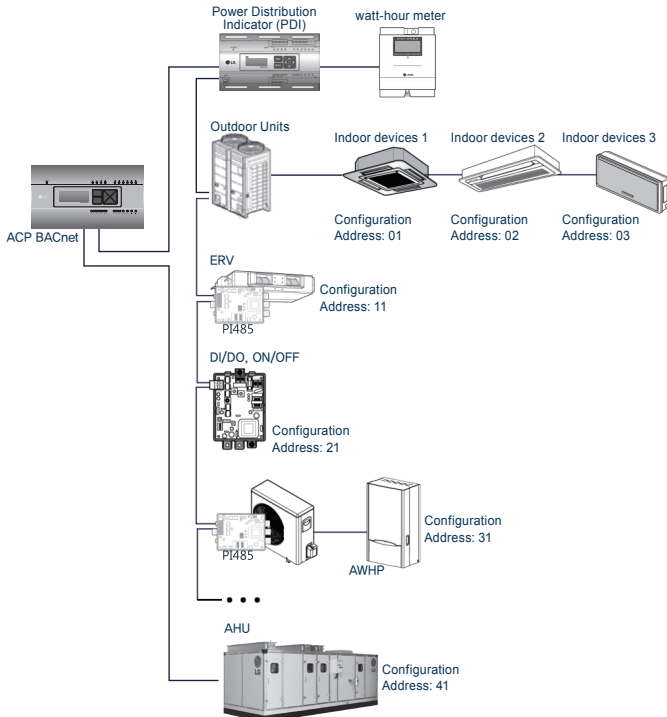 Power Distribution
Indicator (PDI)
watt-hour meter
LG
Outdoor Units
Indoor devices 1
Indoor devices 2
Indoor devices 3
Configuration
Address: 01
Configuration
Address: 02
Configuration
Address: 03
ACP BACnet
ERV
Configuration
Address: 11
PI485
DI/DO, ON/OFF
Configuration
Address: 21
Configuration
Address: 31
PI485
AWHP
AHU
LG
Configuration
Address: 41